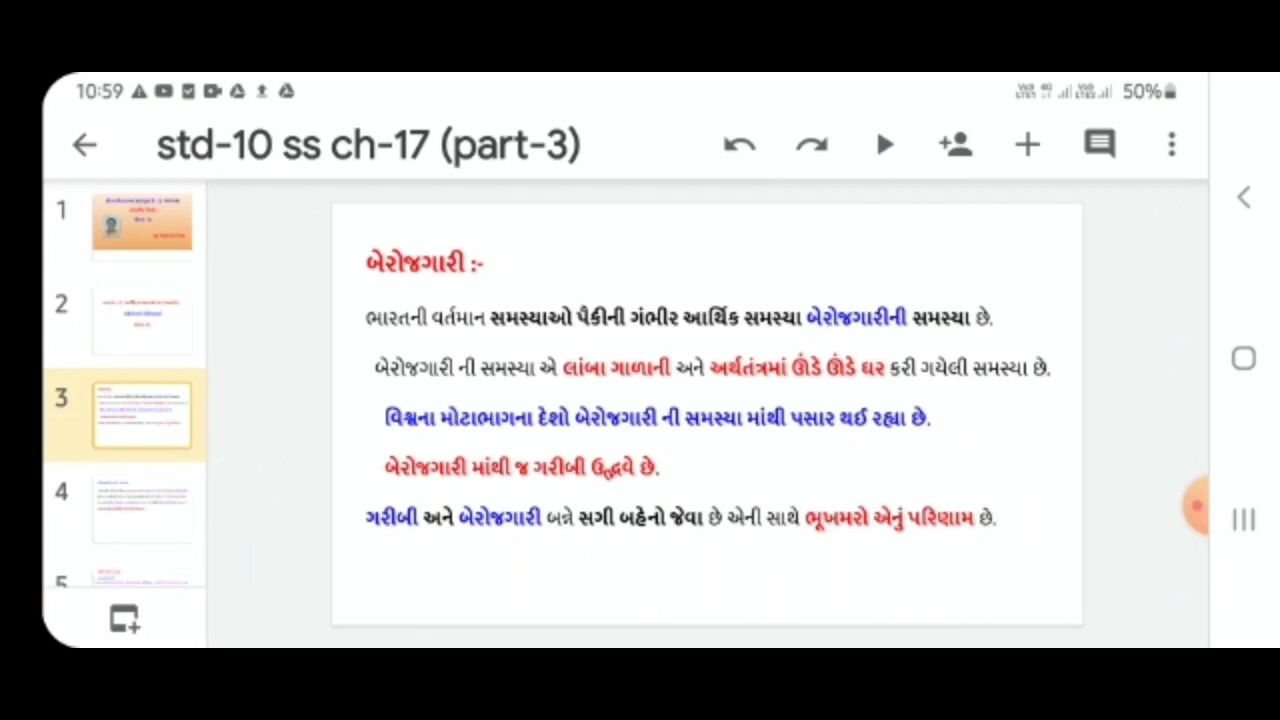 10:59
50%
std-10 ss ch-17 (part-3)
1
2
3
4
5
બેરોજગારી :-
ભારતની વર્તમાન સમસ્યાઓ પૈકીની ગંભીર આર્થિક સમસ્યા બેરોજગારીની સમસ્યા છે.
બેરોજગારી ની સમસ્યા એ લાંબા ગાળાની અને અર્થતંત્રમાં ઊંડે ઊંડે ઘર કરી ગયેલી સમસ્યા છે.
વિશ્વના મોટાભાગના દેશો બેરોજગારી ની સમસ્યા માંથી પસાર થઈ રહ્યા છે.
બેરોજગારી માંથી જ ગરીબી ઉદ્ભવે છે.
ગરીબી અને બેરોજગારી બન્ને સગી બહેનો જેવા છે એની સાથે ભૂખમરો એનું પરિણામ છે.